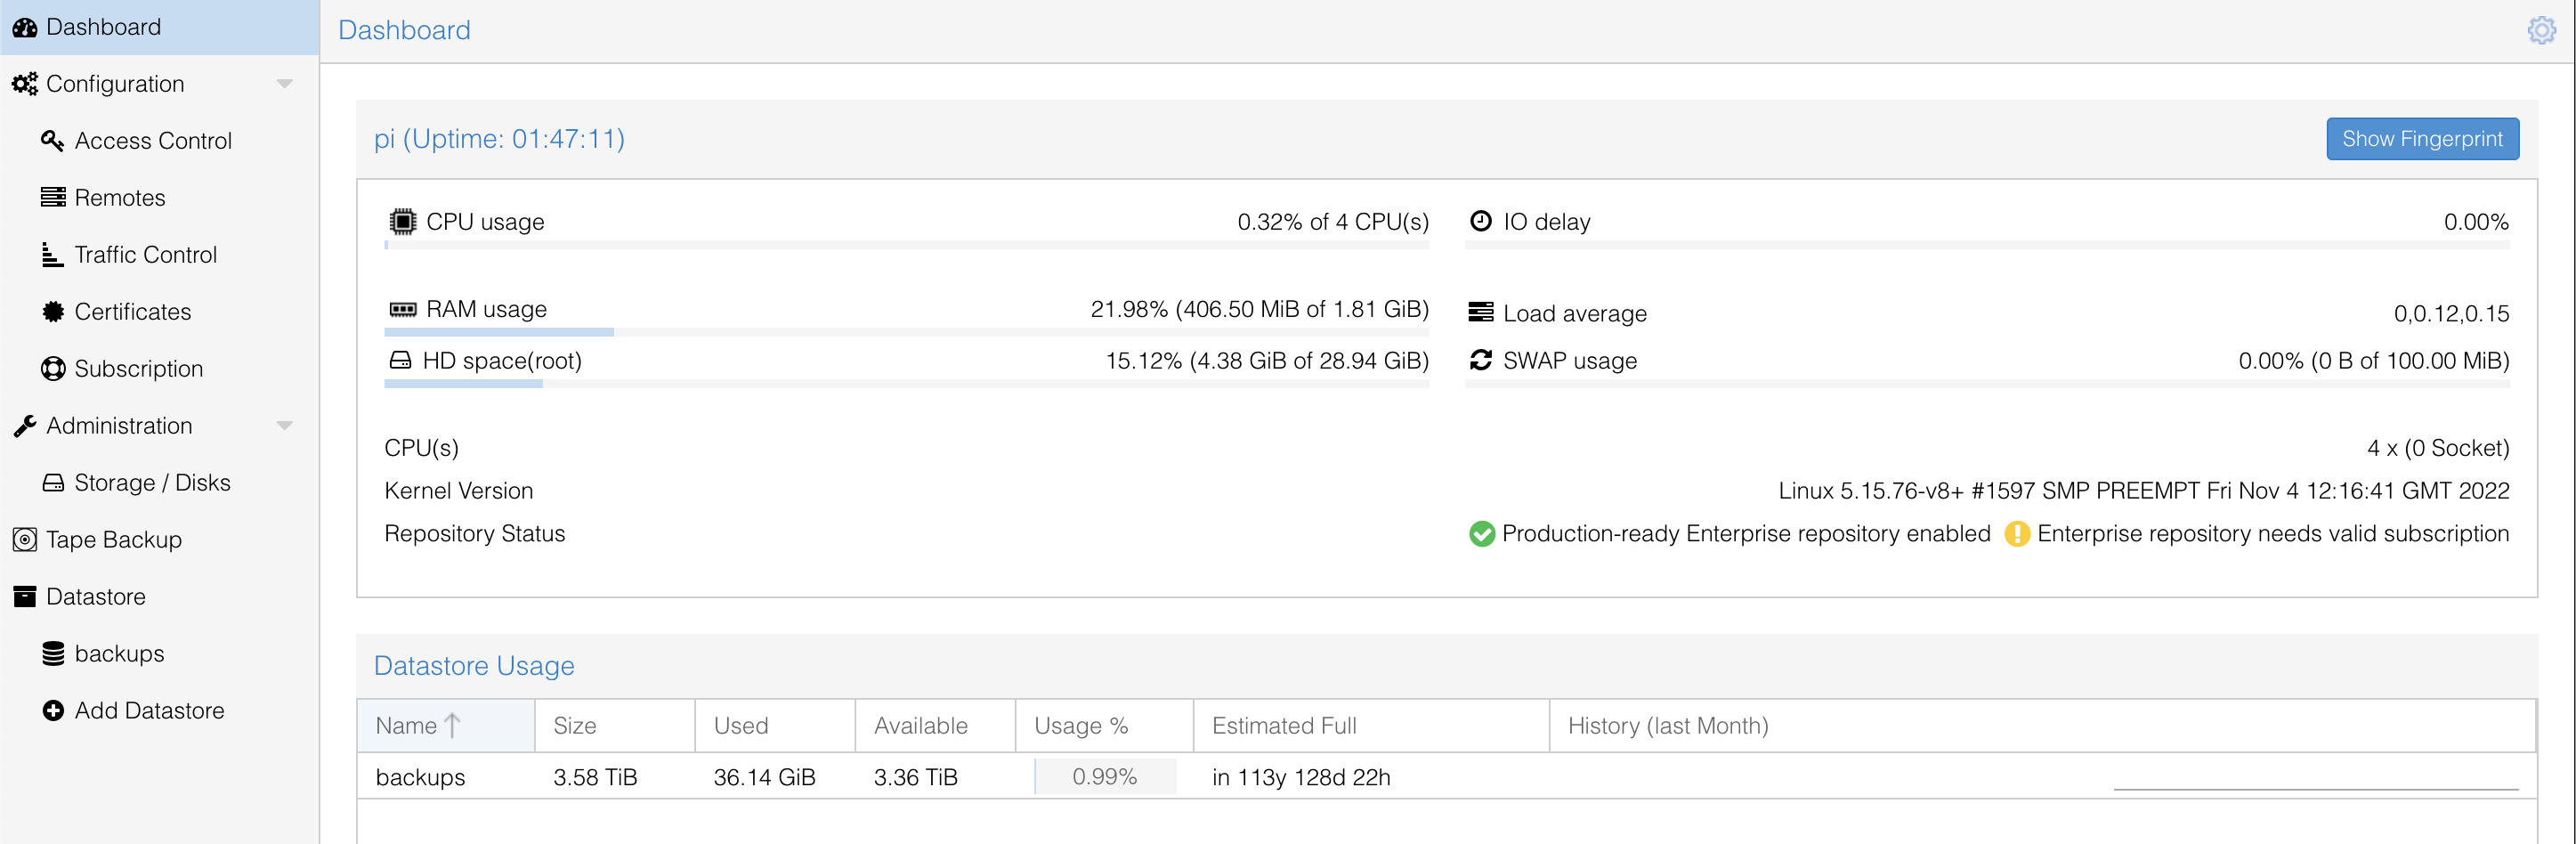 Dashboard
Configuration
Access Control
Remotes
Traffic Control
Certificates
Subscription
Administration
Storage / Disks
Tape Backup
Datastore
backups
Add Datastore
Dashboard
pi (Uptime: 01:47:11)
Show Fingerprint
CPU usage 0.32% of 4 CPU(s)
IO delay 0.00%
RAM usage 21.98% (406.50 MiB of 1.81 GiB)
Load average 0,0.12,0.15
HD space(root) 15.12% (4.38 GiB of 28.94 GiB)
SWAP usage 0.00% (0 B of 100.00 MiB)
CPU(s) 4 x (0 Socket)
Kernel Version Linux 5.15.76-v8+ #1597 SMP PREEMPT Fri Nov 4 12:16:41 GMT 2022
Repository Status Production-ready Enterprise repository enabled Enterprise repository needs valid subscription
Datastore Usage
Name Size Used Available Usage % Estimated Full History (last Month)
backups 3.58 TiB 36.14 GiB 3.36 TiB 0.99% in 113y 128d 22h